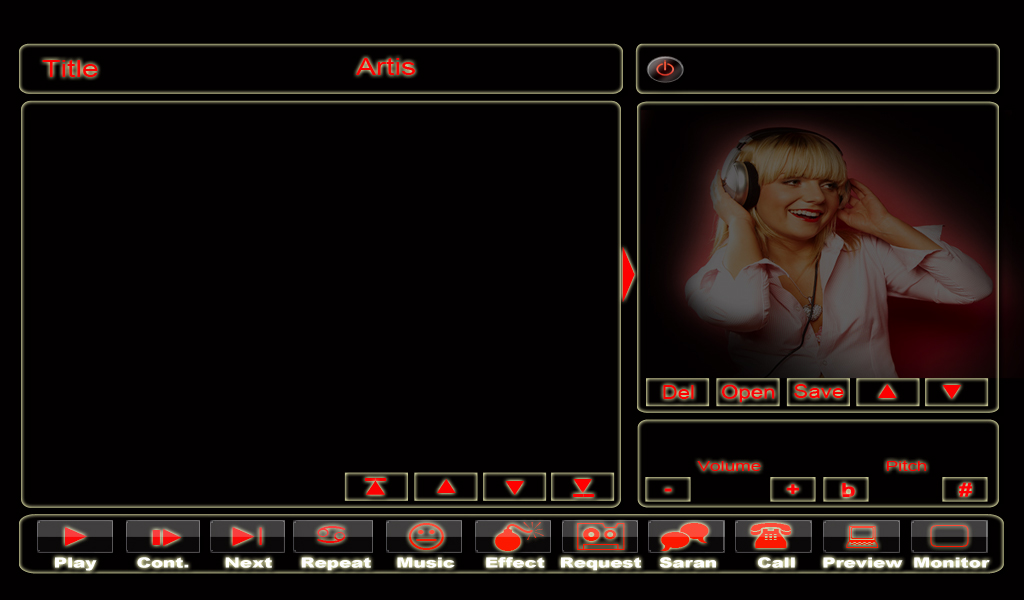 Title Artis
Del Open Save
Volume Pitch
- + b #
Play Cont. Next Repeat Music Effect Request Saran Call Preview Monitor